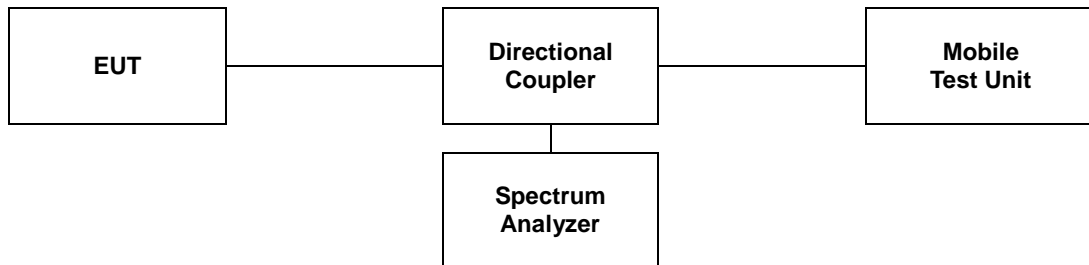 EUT
Directional
Coupler
Mobile
Test Unit
Spectrum
Analyzer